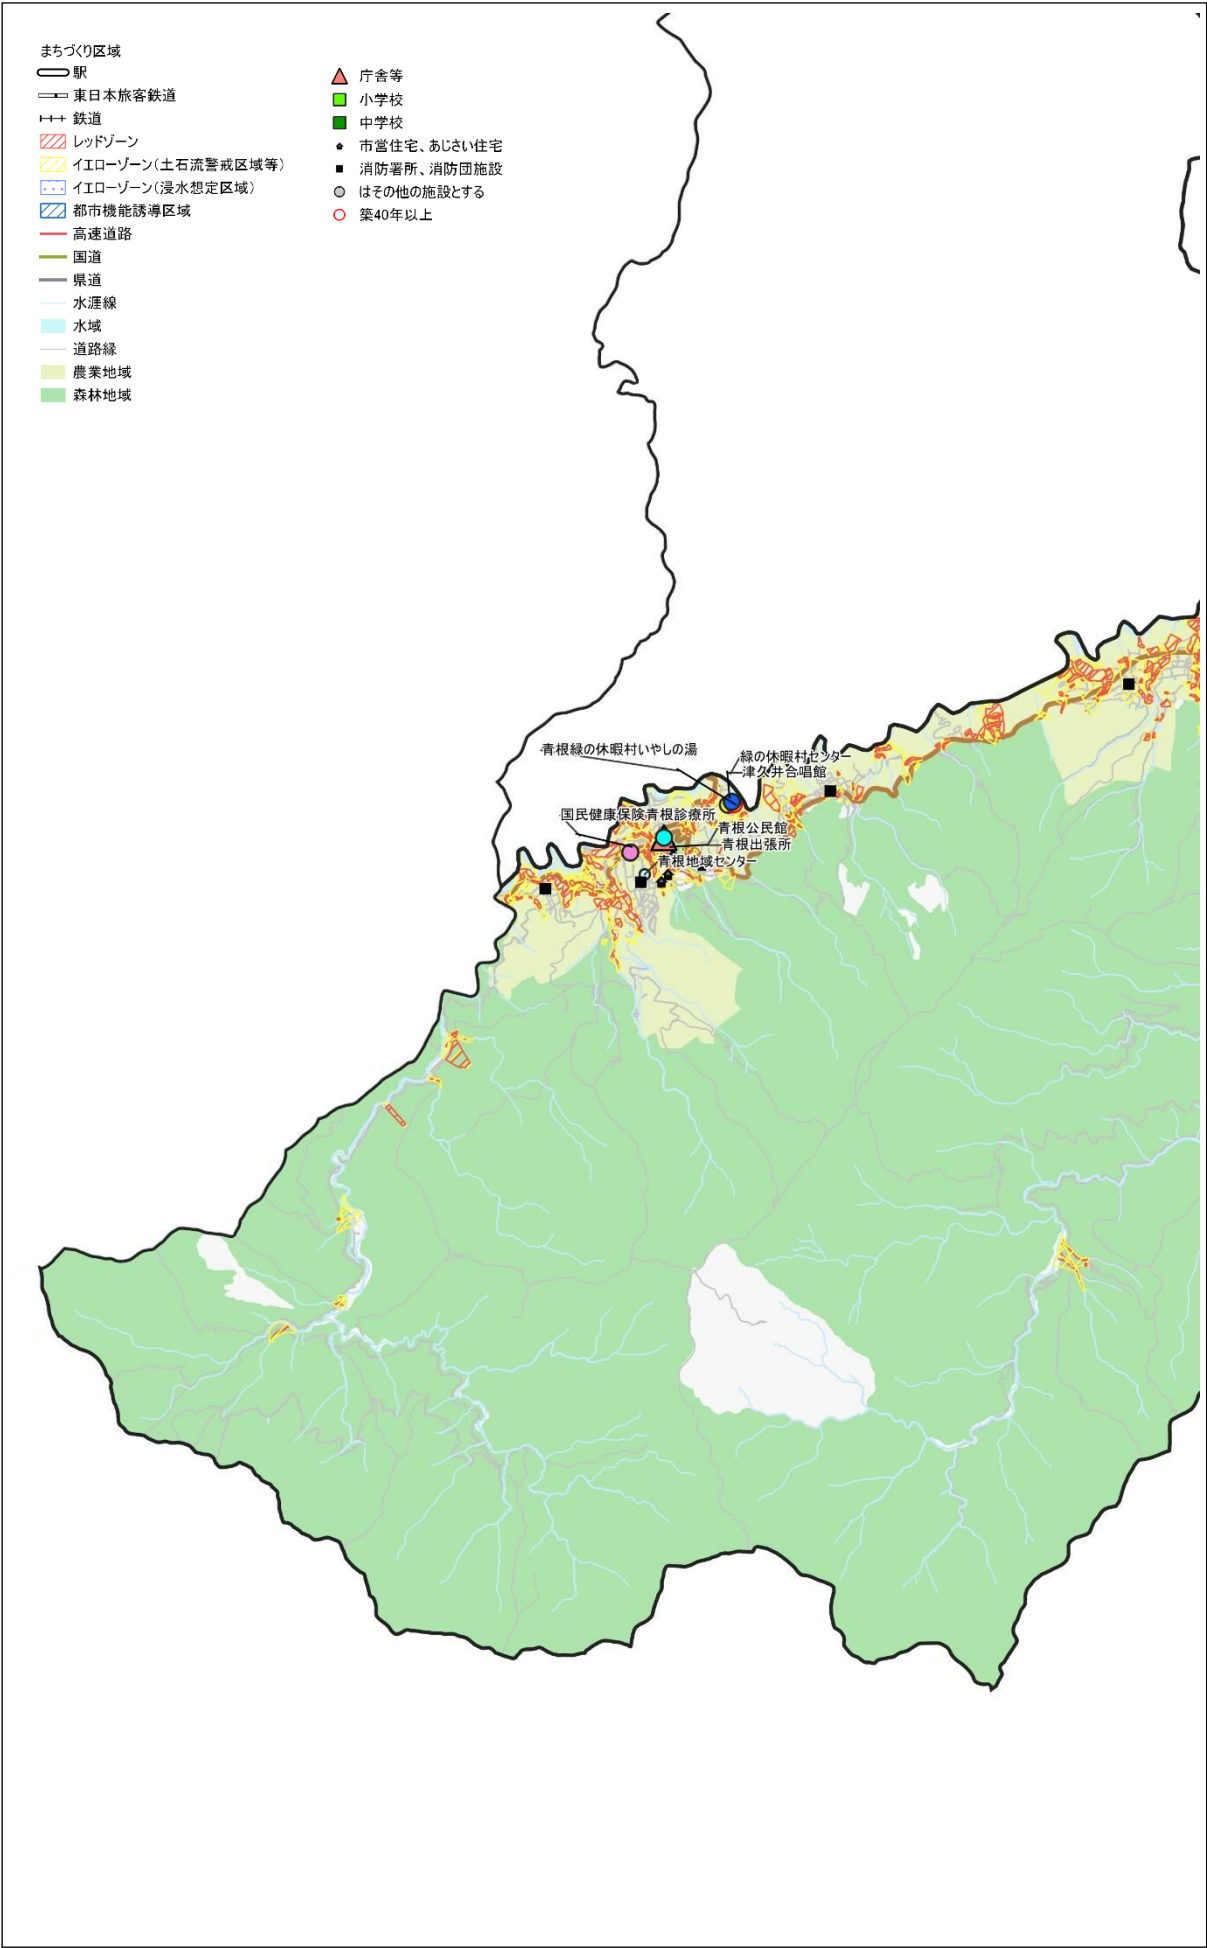 まちづくり区域
駅
東日本旅客鉄道
鉄道
レッドゾーン
イエローゾーン(土石流警戒区域等)
イエローゾーン(浸水想定区域)
都市機能誘導区域
高速道路
国道
県道
水涯線
水域
道路縁
農業地域
森林地域
庁舎等
小学校
中学校
市営住宅、あじさい住宅
消防署所、消防団施設
はその他の施設とする
築40年以上
青根緑の休暇村いやしの湯
緑の休暇村センター
津久井合唱館
国民健康保険青根診療所
青根公民館
青根出張所
青根地域センター